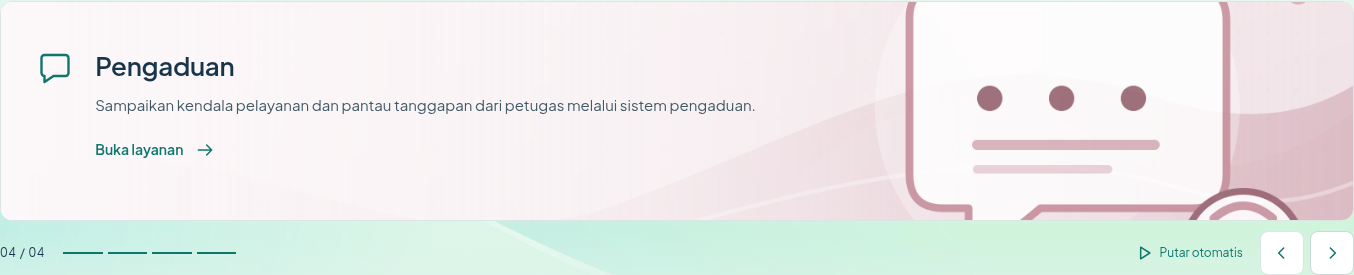 Pengaduan
Sampaikan kendala pelayanan dan pantau tanggapan dari petugas melalui sistem pengaduan.
Buka layanan
04 / 04
Putar otomatis